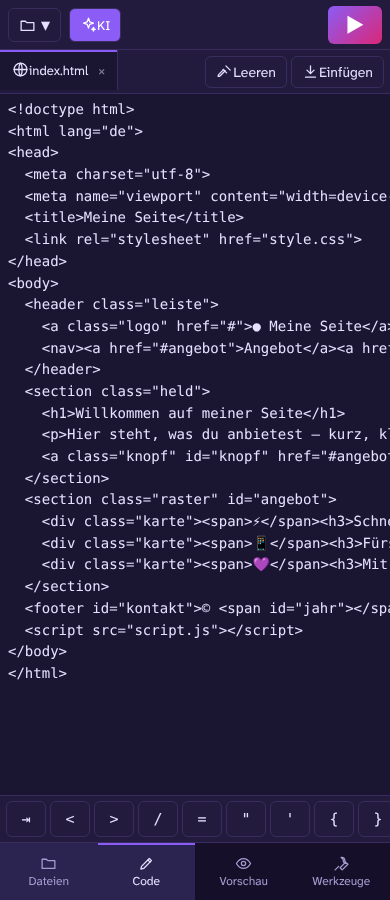 ▼ KI
index.html × Leeren Einfügen
<!doctype html>
<html lang="de">
<head>
<meta charset="utf-8">
<meta name="viewport" content="width=device
<title>Meine Seite</title>
<link rel="stylesheet" href="style.css">
</head>
<body>
<header class="leiste">
<a class="logo" href="#">● Meine Seite</a>
<nav><a href="#angebot">Angebot</a><a hre
</header>
<section class="held">
<h1>Willkommen auf meiner Seite</h1>
<p>Hier steht, was du anbietest – kurz, kl
<a class="knopf" id="knopf" href="#angebot
</section>
<section class="raster" id="angebot">
<div class="karte"><span>⚡</span><h3>Schne
<div class="karte"><span>📱</span><h3>Für
<div class="karte"><span>💜</span><h3>Mit
</section>
<footer id="kontakt">© <span id="jahr"></spa
<script src="script.js"></script>
</body>
</html>
⇥ < > / = " ' { }
Dateien Code Vorschau Werkzeuge